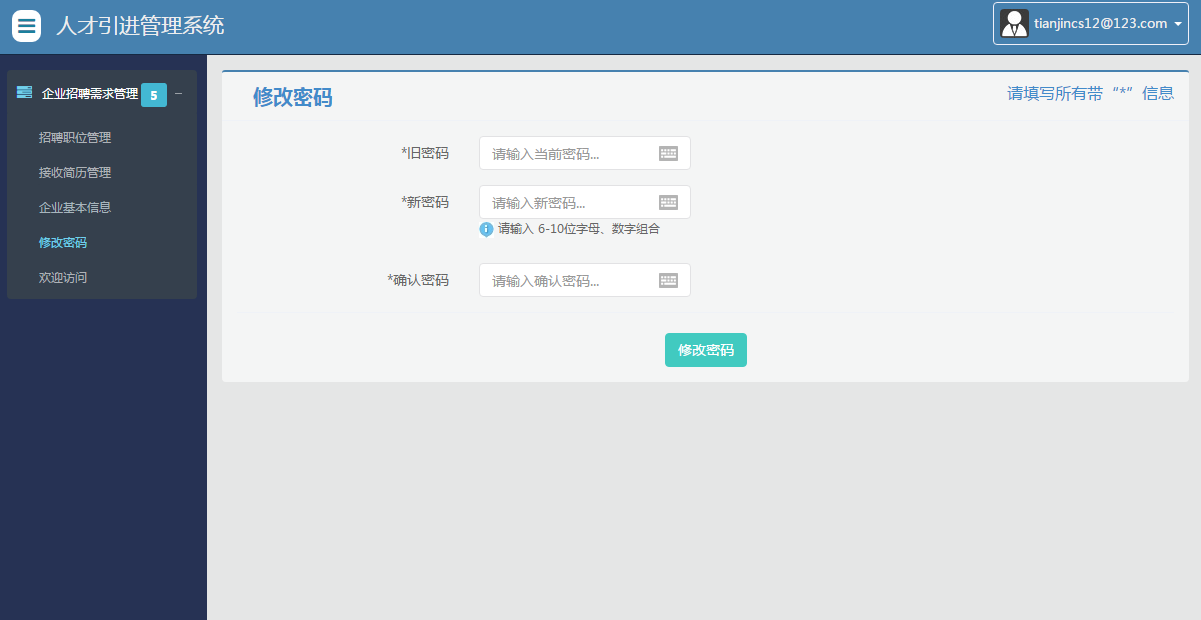 人才引进管理系统
tianjincs12@123.com
企业招聘需求管理 5
招聘职位管理
接收简历管理
企业基本信息
修改密码
欢迎访问
修改密码
请填写所有带“*”信息
*旧密码 请输入当前密码...
*新密码 请输入新密码...
请输入 6-10位字母、数字组合
*确认密码 请输入确认密码...
修改密码